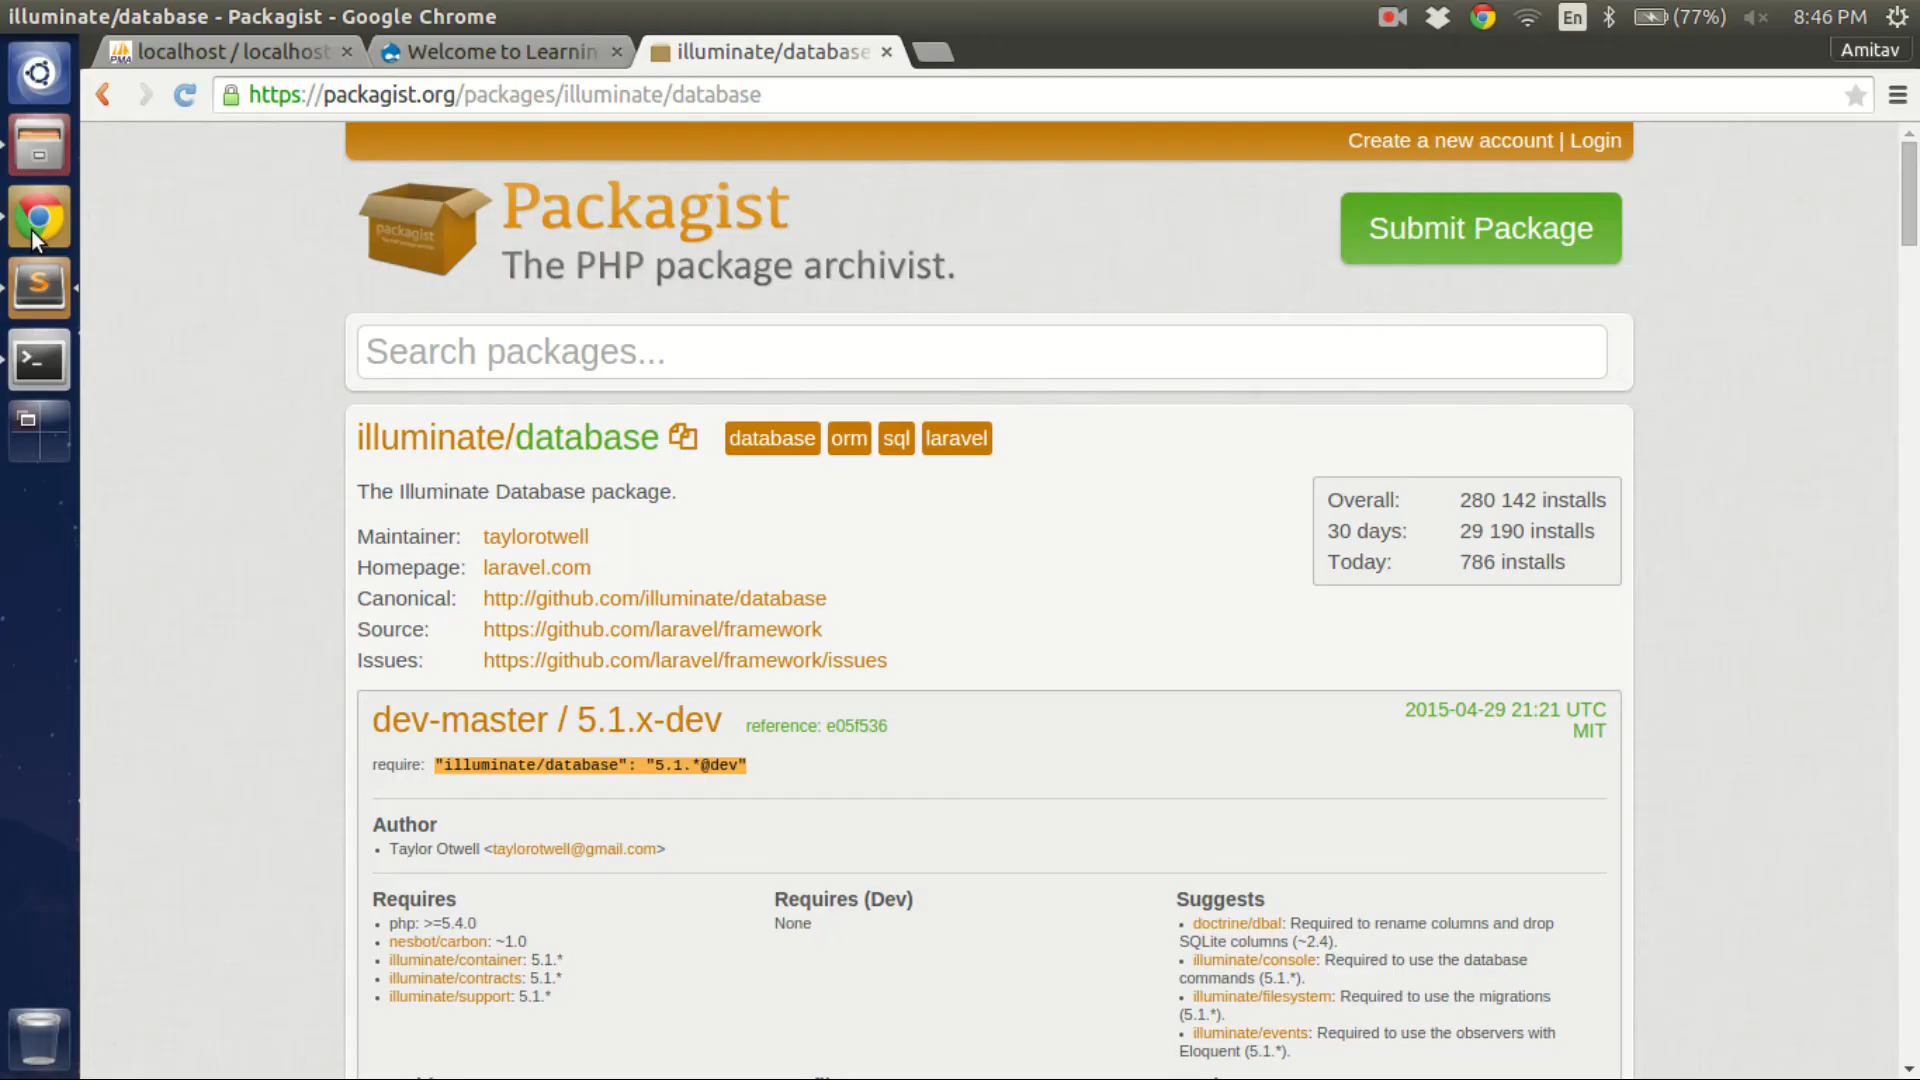 illuminate/database - Packagist - Google Chrome
En
(77%)
8:46 PM
localhost / localhost
Welcome to Learnin
illuminate/database
Amitav
https://packagist.org/packages/illuminate/database
Create a new account | Login
packagist
Packagist
The PHP package archivist.
Submit Package
Search packages...
illuminate/database
database orm sql laravel
The Illuminate Database package.
Overall: 280 142 installs
30 days: 29 190 installs
Today: 786 installs
Maintainer: taylorotwell
Homepage: laravel.com
Canonical: http://github.com/illuminate/database
Source: https://github.com/laravel/framework
Issues: https://github.com/laravel/framework/issues
dev-master / 5.1.x-dev reference: e05f536
2015-04-29 21:21 UTC
MIT
require: "illuminate/database": "5.1.*@dev"
Author
• Taylor Otwell <taylorotwell@gmail.com>
Requires
• php: >=5.4.0
• nesbot/carbon: ~1.0
• illuminate/container: 5.1.*
• illuminate/contracts: 5.1.*
• illuminate/support: 5.1.*
Requires (Dev)
None
Suggests
• doctrine/dbal: Required to rename columns and drop
SQLite columns (~2.4).
• illuminate/console: Required to use the database
commands (5.1.*).
• illuminate/filesystem: Required to use the migrations
(5.1.*).
• illuminate/events: Required to use the observers with
Eloquent (5.1.*).